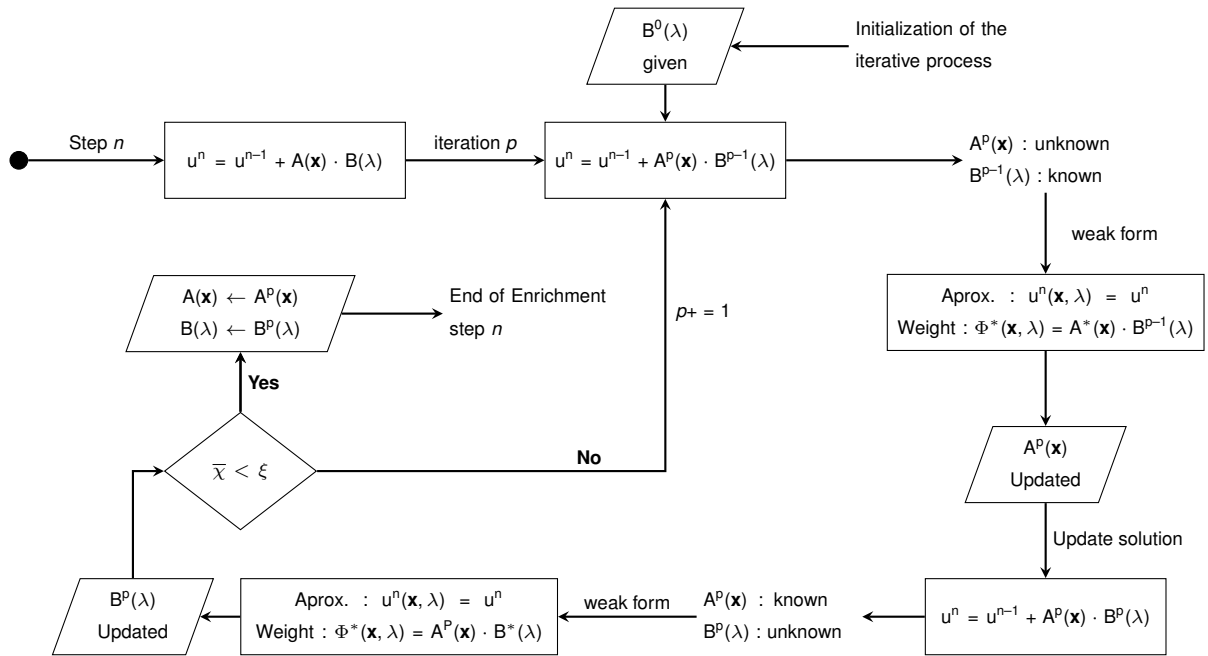 B⁰(λ)
given
Initialization of the
iterative process
Step n
uⁿ = uⁿ⁻¹ + A(x) · B(λ)
iteration p
uⁿ = uⁿ⁻¹ + Aᵖ(x) · Bᵖ⁻¹(λ)
Aᵖ(x) : unknown
Bᵖ⁻¹(λ) : known
weak form
Aprox. : uⁿ(x, λ) = uⁿ
Weight : Φ*(x, λ) = A*(x) · Bᵖ⁻¹(λ)
Aᵖ(x)
Updated
Update solution
uⁿ = uⁿ⁻¹ + Aᵖ(x) · Bᵖ(λ)
Aᵖ(x) : known
Bᵖ(λ) : unknown
weak form
Aprox. : uⁿ(x, λ) = uⁿ
Weight : Φ*(x, λ) = Aᴾ(x) · B*(λ)
Bᵖ(λ)
Updated
χ̅ < ξ
No
p+ = 1
Yes
A(x) ← Aᵖ(x)
B(λ) ← Bᵖ(λ)
End of Enrichment
step n